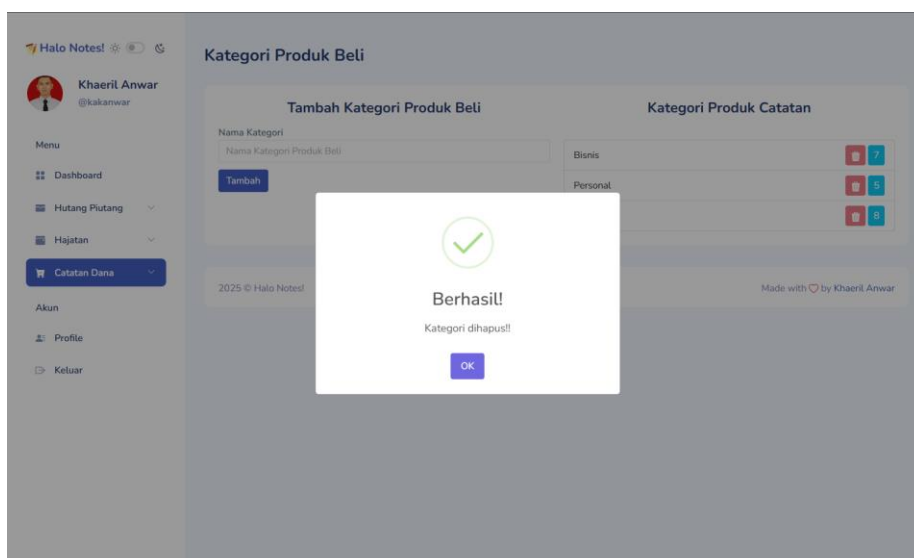 Halo Notes!
Khaeril Anwar
@kakanwar
Menu
Dashboard
Hutang Piutang
Hajatan
Catatan Dana
Akun
Profile
Keluar
Kategori Produk Beli
Tambah Kategori Produk Beli
Nama Kategori
Nama Kategori Produk Beli
Tambah
Kategori Produk Catatan
Bisnis 7
Personal 5
8
Berhasil!
Kategori dihapus!!
OK
2025 © Halo Notes!
Made with by Khaeril Anwar